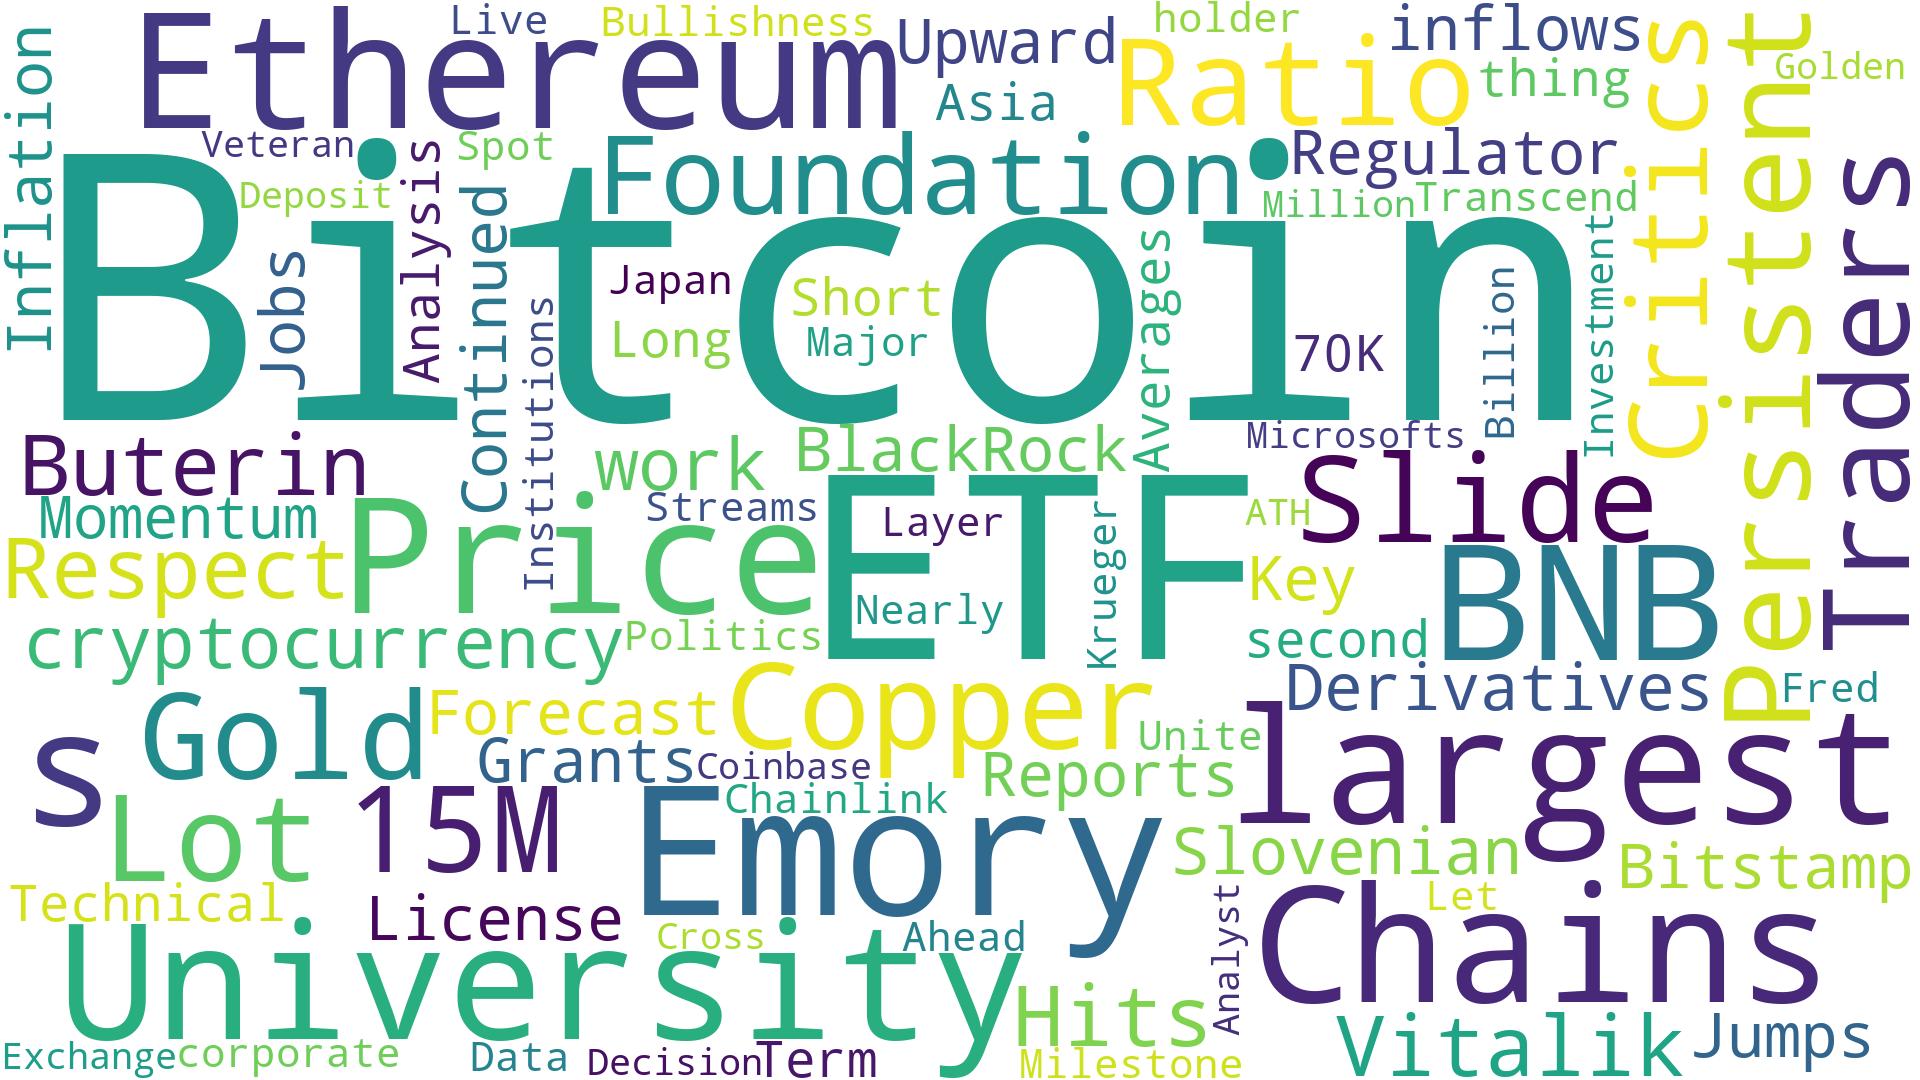 Live
Bullishness
holder
inflows
Ethereum
Upward
Ratio
thing
Golden
Asia
Inflation
Veteran
Spot
Analysis
Foundation
Regulator
Critics
Persistent
Traders
Deposit
Million
Transcend
Bitcoin
Jobs
Continued
Institutions
Japan
Short
Long
Major
Averages
70K
Billion
Investment
Buterin
work
BlackRock
Microsofts
Slide
Momentum
Streams
Layer
Krueger
ATH
Respect
Price
ETF
Key
BNB
Nearly
cryptocurrency
Politics
second
Derivatives
Fred
Gold
Forecast
Copper
Unite
largest
s
Grants
Coinbase
Reports
Lot
15M
Emory
Chainlink
Slovenian
Bitstamp
Technical
License
Cross
Ahead
Analyst
Let
Chains
University
Hits
Vitalik
Jumps
Exchange
corporate
Data
Decision
Term
Milestone